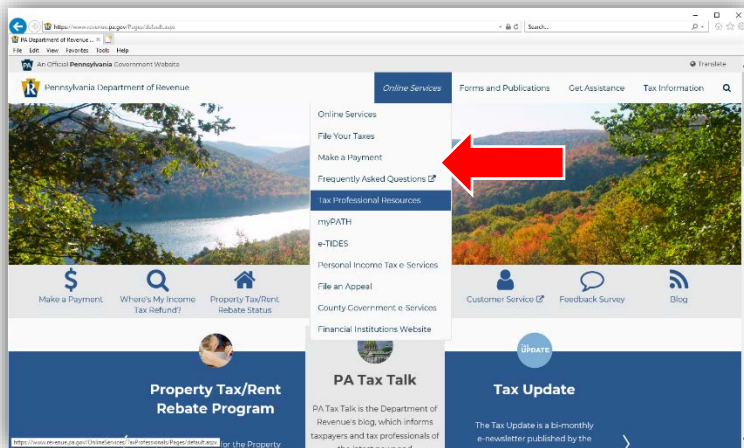 https://www.revenue.pa.gov/Pages/default.aspx
Search...
PA Department of Revenue ...
File Edit View Favorites Tools Help
PA An Official Pennsylvania Government Website
Translate
Pennsylvania Department of Revenue
Online Services Forms and Publications Get Assistance Tax Information
Online Services
File Your Taxes
Make a Payment
Frequently Asked Questions
Tax Professional Resources
myPATH
e-TIDES
Personal Income Tax e-Services
File an Appeal
County Government e-Services
Financial Institutions Website
Make a Payment
Where's My Income
Tax Refund?
Property Tax/Rent
Rebate Status
Customer Service
Feedback Survey
Blog
Property Tax/Rent
Rebate Program
for the Property
PA Tax Talk
PA Tax Talk is the Department of
Revenue's blog, which informs
taxpayers and tax professionals of
the latest news and
UPDATE
Tax Update
The Tax Update is a bi-monthly
e-newsletter published by the
https://www.revenue.pa.gov/OnlineServices/TaxProfessionals/Pages/default.aspx